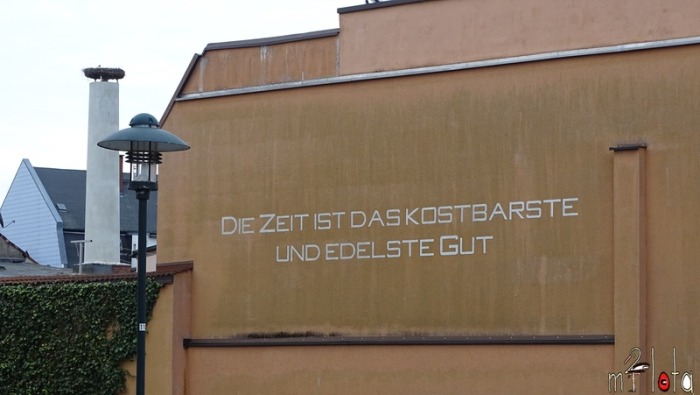 DIE ZEIT IST DAS KOSTBARSTE
UND EDELSTE GUT